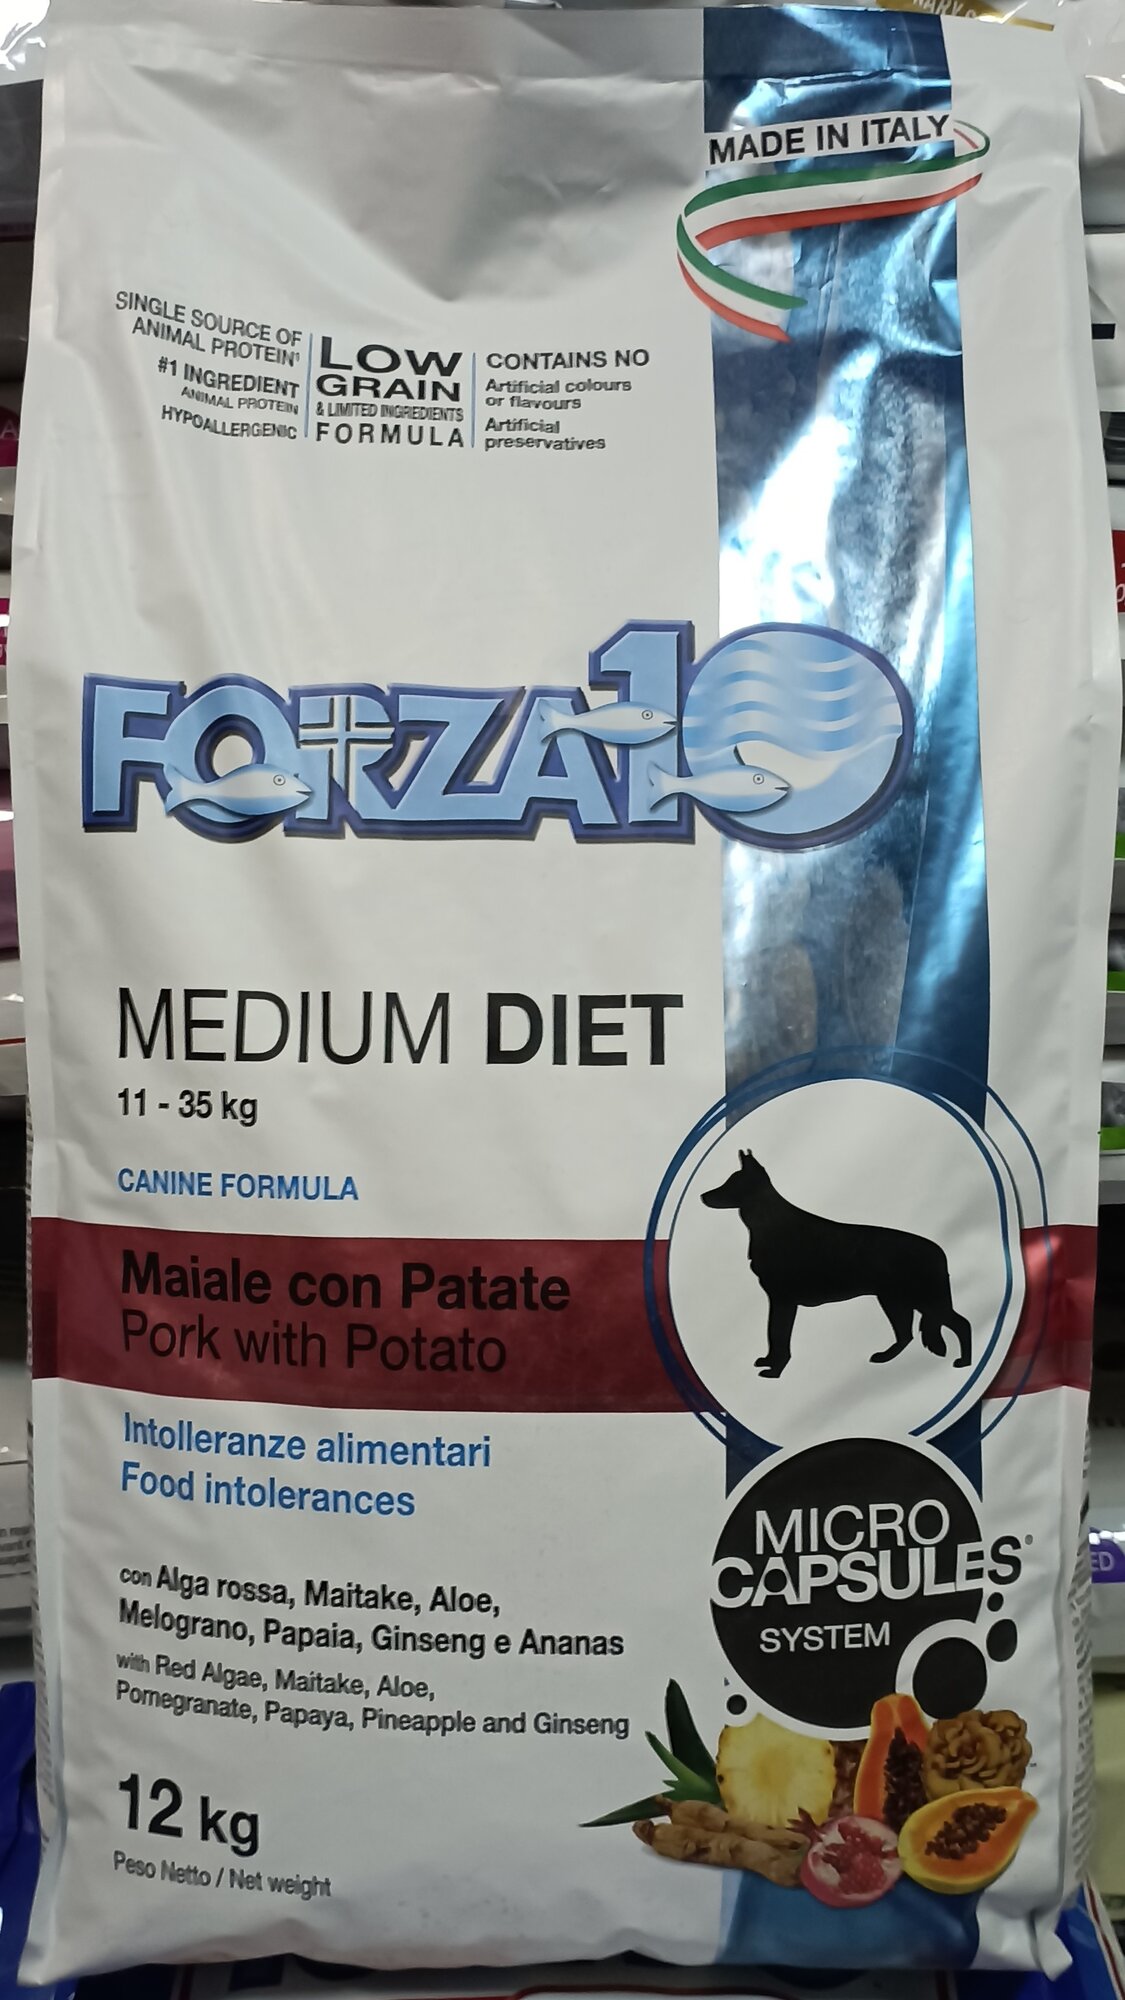 MADE IN ITALY
SINGLE SOURCE OF
ANIMAL PROTEIN¹
#1 INGREDIENT
ANIMAL PROTEIN
HYPOALLERGENIC
LOW
GRAIN
& LIMITED INGREDIENTS
FORMULA
CONTAINS NO
Artificial colours
or flavours
Artificial
preservatives
FORZA10
MEDIUM DIET
11 - 35 kg
CANINE FORMULA
Maiale con Patate
Pork with Potato
Intolleranze alimentari
Food intolerances
con Alga rossa, Maitake, Aloe,
Melograno, Papaia, Ginseng e Ananas
with Red Algae, Maitake, Aloe,
Pomegranate, Papaya, Pineapple and Ginseng
MICRO
CAPSULES®
SYSTEM
12 kg
Peso Netto / Net weight